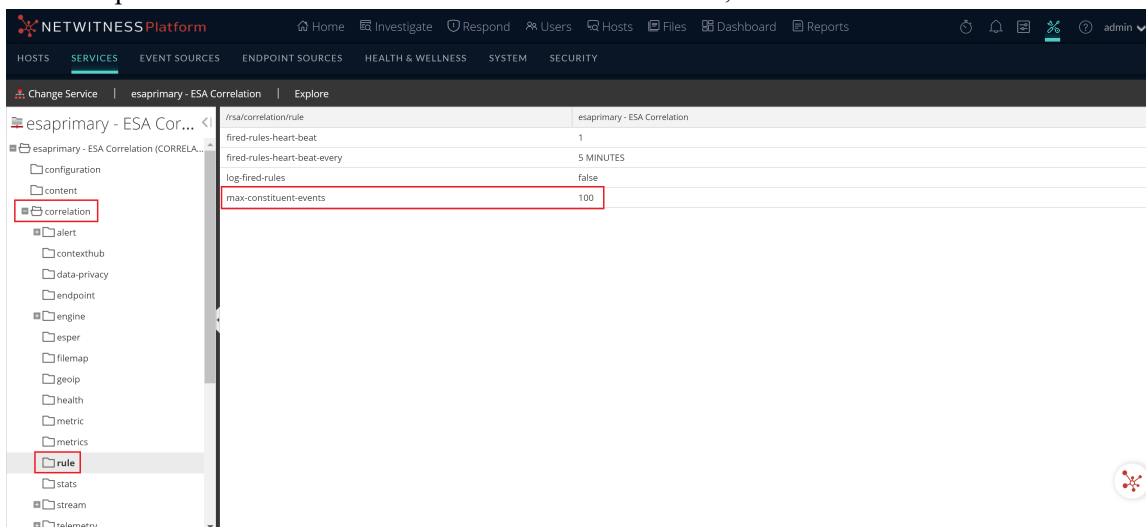 NETWITNESS Platform Home Investigate Respond Users Hosts Files Dashboard Reports admin
HOSTS SERVICES EVENT SOURCES ENDPOINT SOURCES HEALTH & WELLNESS SYSTEM SECURITY
Change Service | esaprimary - ESA Correlation | Explore
esaprimary - ESA Cor...
esaprimary - ESA Correlation (CORRELA...
configuration
content
correlation
alert
contexthub
data-privacy
endpoint
engine
esper
filemap
geoip
health
metric
metrics
rule
stats
stream
telemetry
/rsa/correlation/rule esaprimary - ESA Correlation
fired-rules-heart-beat 1
fired-rules-heart-beat-every 5 MINUTES
log-fired-rules false
max-constituent-events 100